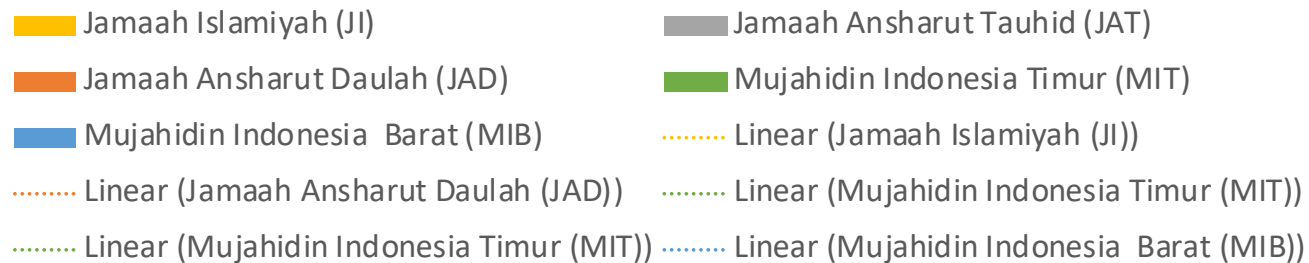 Jamaah Islamiyah (JI) Jamaah Ansharut Tauhid (JAT)
Jamaah Ansharut Daulah (JAD) Mujahidin Indonesia Timur (MIT)
Mujahidin Indonesia  Barat (MIB) Linear (Jamaah Islamiyah (JI))
Linear (Jamaah Ansharut Daulah (JAD)) Linear (Mujahidin Indonesia Timur (MIT))
Linear (Mujahidin Indonesia Timur (MIT)) Linear (Mujahidin Indonesia  Barat (MIB))